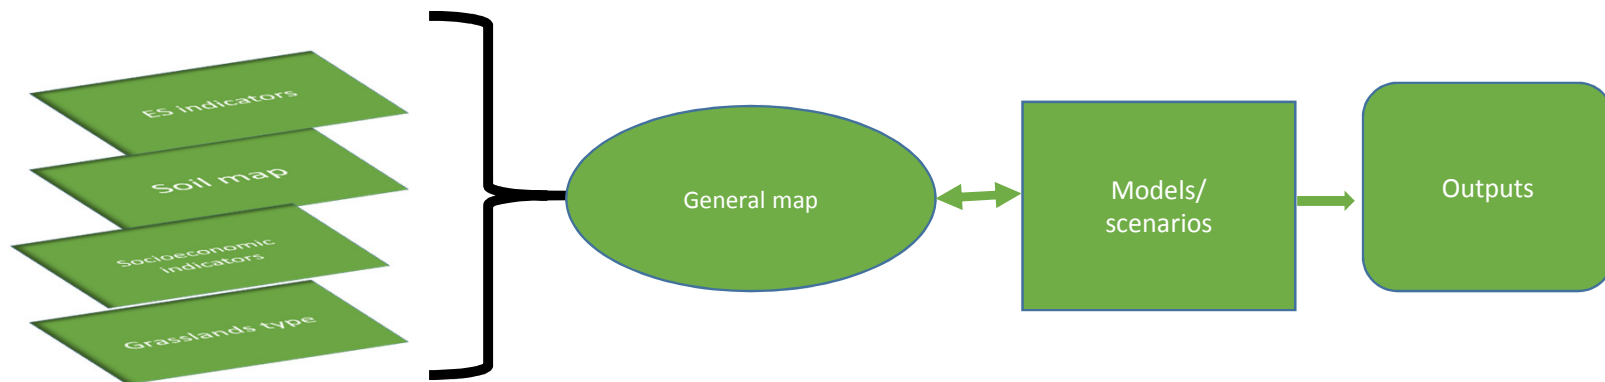 ES indicators
Soil map
Socioeconomic
indicators
Grasslands type
General map
Models/
scenarios
Outputs